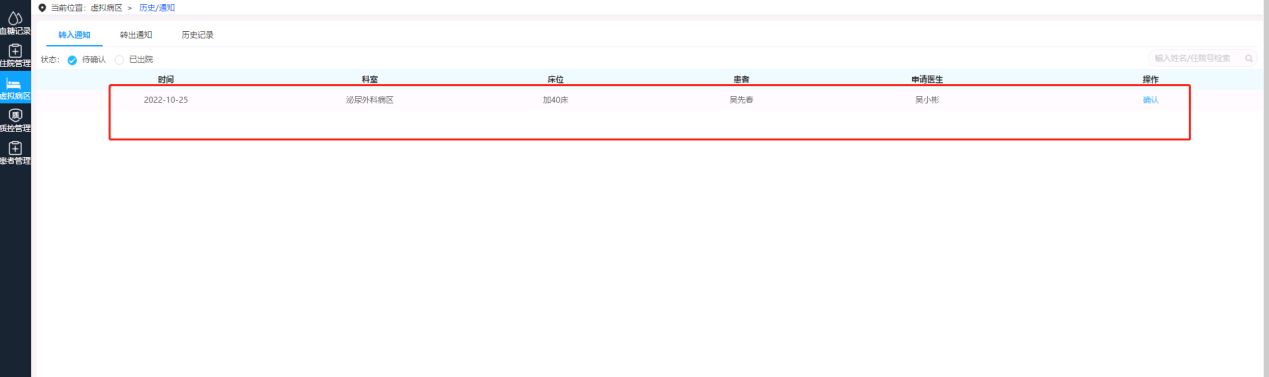 当前位置：虚拟病区 > 历史/通知
血糖记录
住院管理
虚拟病区
质控管理
患者管理
转入通知 转出通知 历史记录
状态： 待确认 已出院 输入姓名/住院号检索
时间 科室 床位 患者 申请医生 操作
2022-10-25 泌尿外科病区 加40床 吴先春 吴小彬 确认